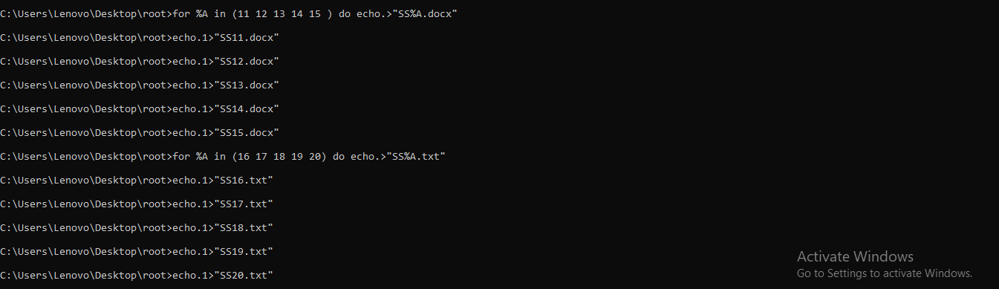 C:\Users\Lenovo\Desktop\root>for %A in (11 12 13 14 15 ) do echo.>"SS%A.docx"
C:\Users\Lenovo\Desktop\root>echo.1>"SS11.docx"
C:\Users\Lenovo\Desktop\root>echo.1>"SS12.docx"
C:\Users\Lenovo\Desktop\root>echo.1>"SS13.docx"
C:\Users\Lenovo\Desktop\root>echo.1>"SS14.docx"
C:\Users\Lenovo\Desktop\root>echo.1>"SS15.docx"
C:\Users\Lenovo\Desktop\root>for %A in (16 17 18 19 20) do echo.>"SS%A.txt"
C:\Users\Lenovo\Desktop\root>echo.1>"SS16.txt"
C:\Users\Lenovo\Desktop\root>echo.1>"SS17.txt"
C:\Users\Lenovo\Desktop\root>echo.1>"SS18.txt"
C:\Users\Lenovo\Desktop\root>echo.1>"SS19.txt"
C:\Users\Lenovo\Desktop\root>echo.1>"SS20.txt"
Activate Windows
Go to Settings to activate Windows.